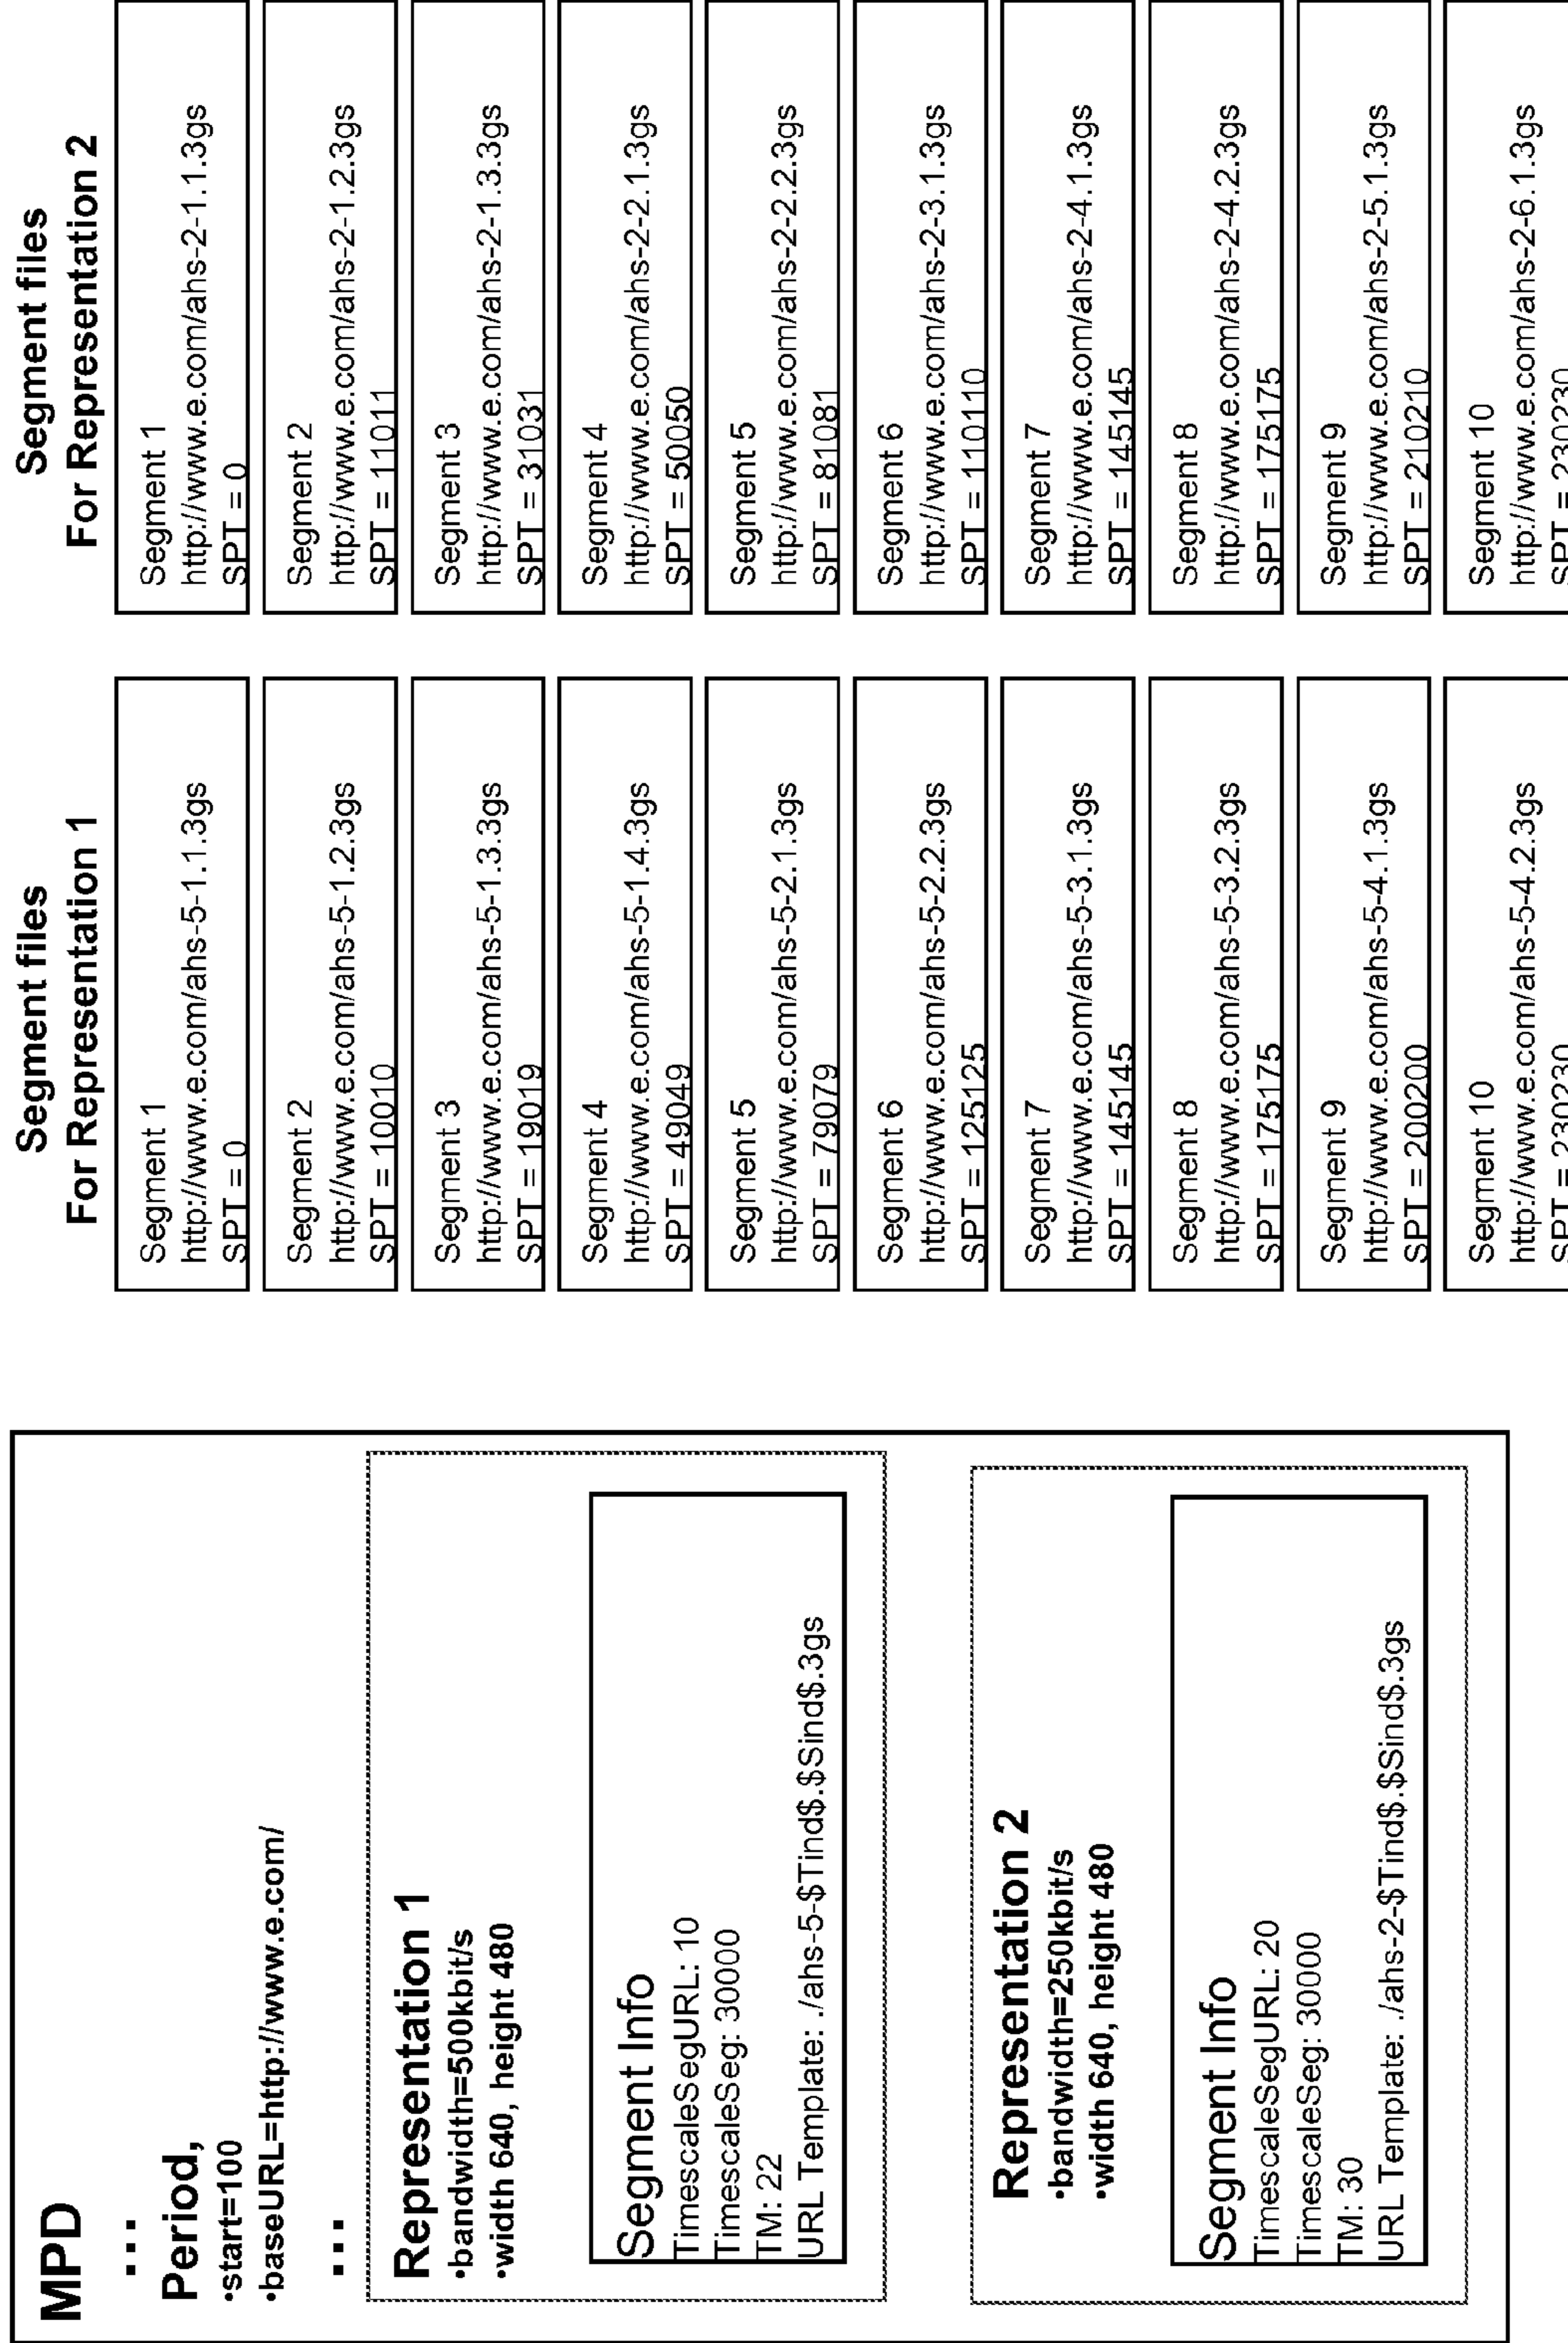 MPD
...
Period,
•start=100
•baseURL=http://www.e.com/
...
Representation 1
•bandwidth=500kbit/s
•width 640, height 480
Segment Info
TimescaleSegURL: 10
TimescaleSeg: 30000
TM: 22
URL Template: ./ahs-5-$Tind$.$Sind$.3gs
Representation 2
•bandwidth=250kbit/s
•width 640, height 480
Segment Info
TimescaleSegURL: 20
TimescaleSeg: 30000
TM: 30
URL Template: ./ahs-2-$Tind$.$Sind$.3gs
Segment files
For Representation 1
Segment 1
http://www.e.com/ahs-5-1.1.3gs
SPT = 0
Segment 2
http://www.e.com/ahs-5-1.2.3gs
SPT = 10010
Segment 3
http://www.e.com/ahs-5-1.3.3gs
SPT = 19019
Segment 4
http://www.e.com/ahs-5-1.4.3gs
SPT = 49049
Segment 5
http://www.e.com/ahs-5-2.1.3gs
SPT = 79079
Segment 6
http://www.e.com/ahs-5-2.2.3gs
SPT = 125125
Segment 7
http://www.e.com/ahs-5-3.1.3gs
SPT = 145145
Segment 8
http://www.e.com/ahs-5-3.2.3gs
SPT = 175175
Segment 9
http://www.e.com/ahs-5-4.1.3gs
SPT = 200200
Segment 10
http://www.e.com/ahs-5-4.2.3gs
SPT = 230230
Segment files
For Representation 2
Segment 1
http://www.e.com/ahs-2-1.1.3gs
SPT = 0
Segment 2
http://www.e.com/ahs-2-1.2.3gs
SPT = 11011
Segment 3
http://www.e.com/ahs-2-1.3.3gs
SPT = 31031
Segment 4
http://www.e.com/ahs-2-2.1.3gs
SPT = 50050
Segment 5
http://www.e.com/ahs-2-2.2.3gs
SPT = 81081
Segment 6
http://www.e.com/ahs-2-3.1.3gs
SPT = 110110
Segment 7
http://www.e.com/ahs-2-4.1.3gs
SPT = 145145
Segment 8
http://www.e.com/ahs-2-4.2.3gs
SPT = 175175
Segment 9
http://www.e.com/ahs-2-5.1.3gs
SPT = 210210
Segment 10
http://www.e.com/ahs-2-6.1.3gs
SPT = 230230